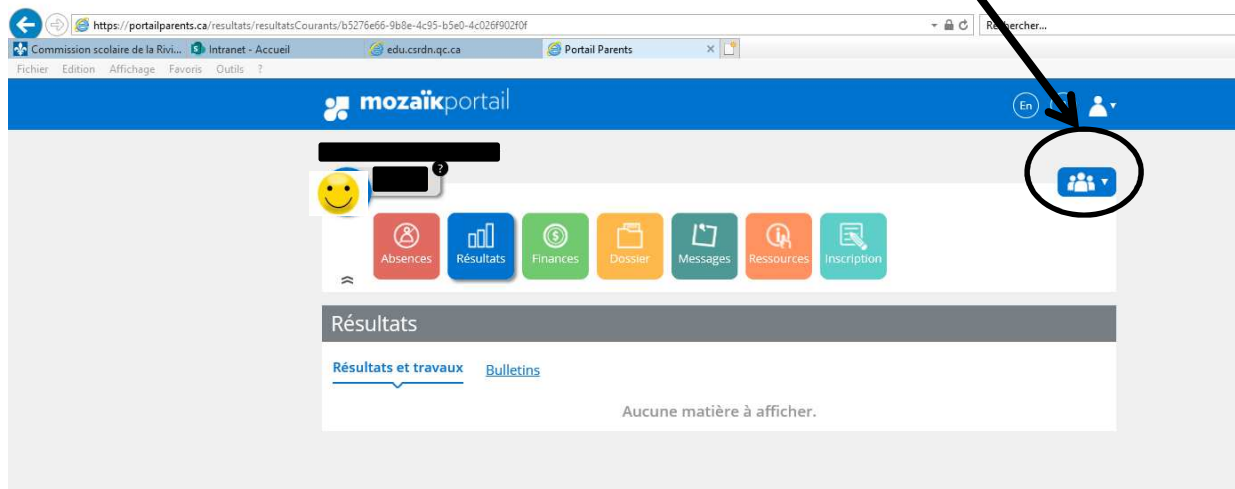 https://portailparents.ca/resultats/resultatsCourants/b5276e66-9b8e-4c95-b5e0-4c026f902f0f
Commission scolaire de la Rivi... Intranet - Accueil edu.csrdn.qc.ca Portail Parents
Fichier Edition Affichage Favoris Outils ?
mozaïkportail
En
?
Absences Résultats Finances Dossier Messages Ressources Inscription
Résultats
Résultats et travaux Bulletins
Aucune matière à afficher.